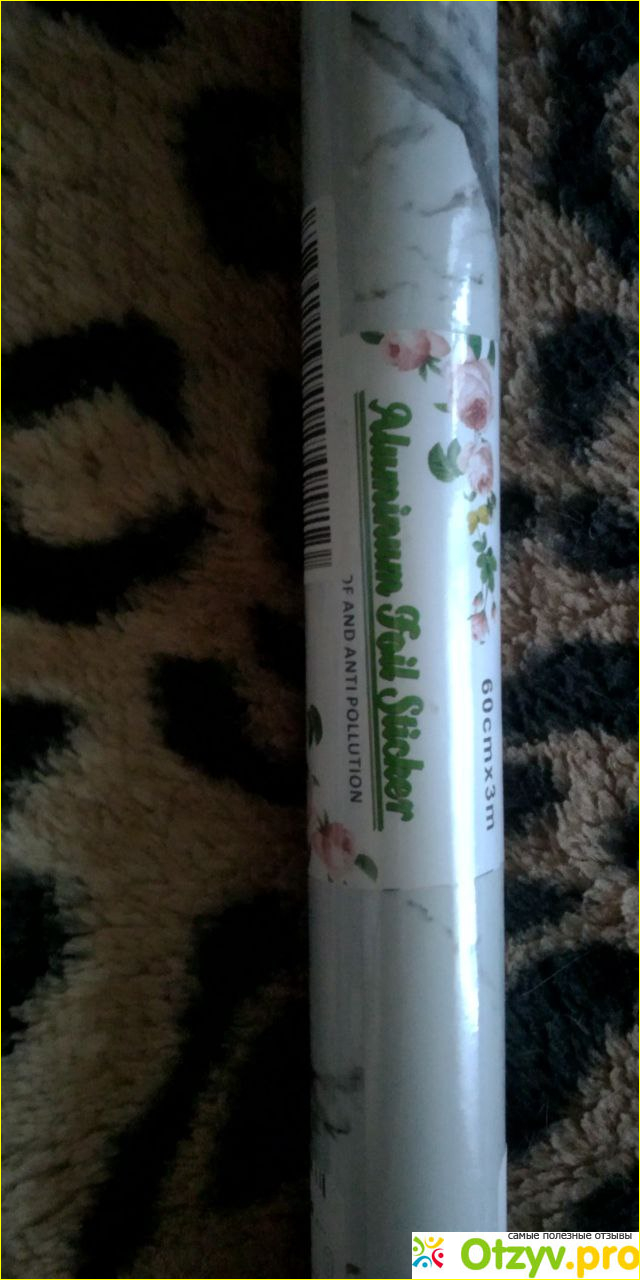 60cmx3m
Aluminum Foil Sticker
OF AND ANTI POLLUTION
самые полезные отзывы
Otzyv.pro